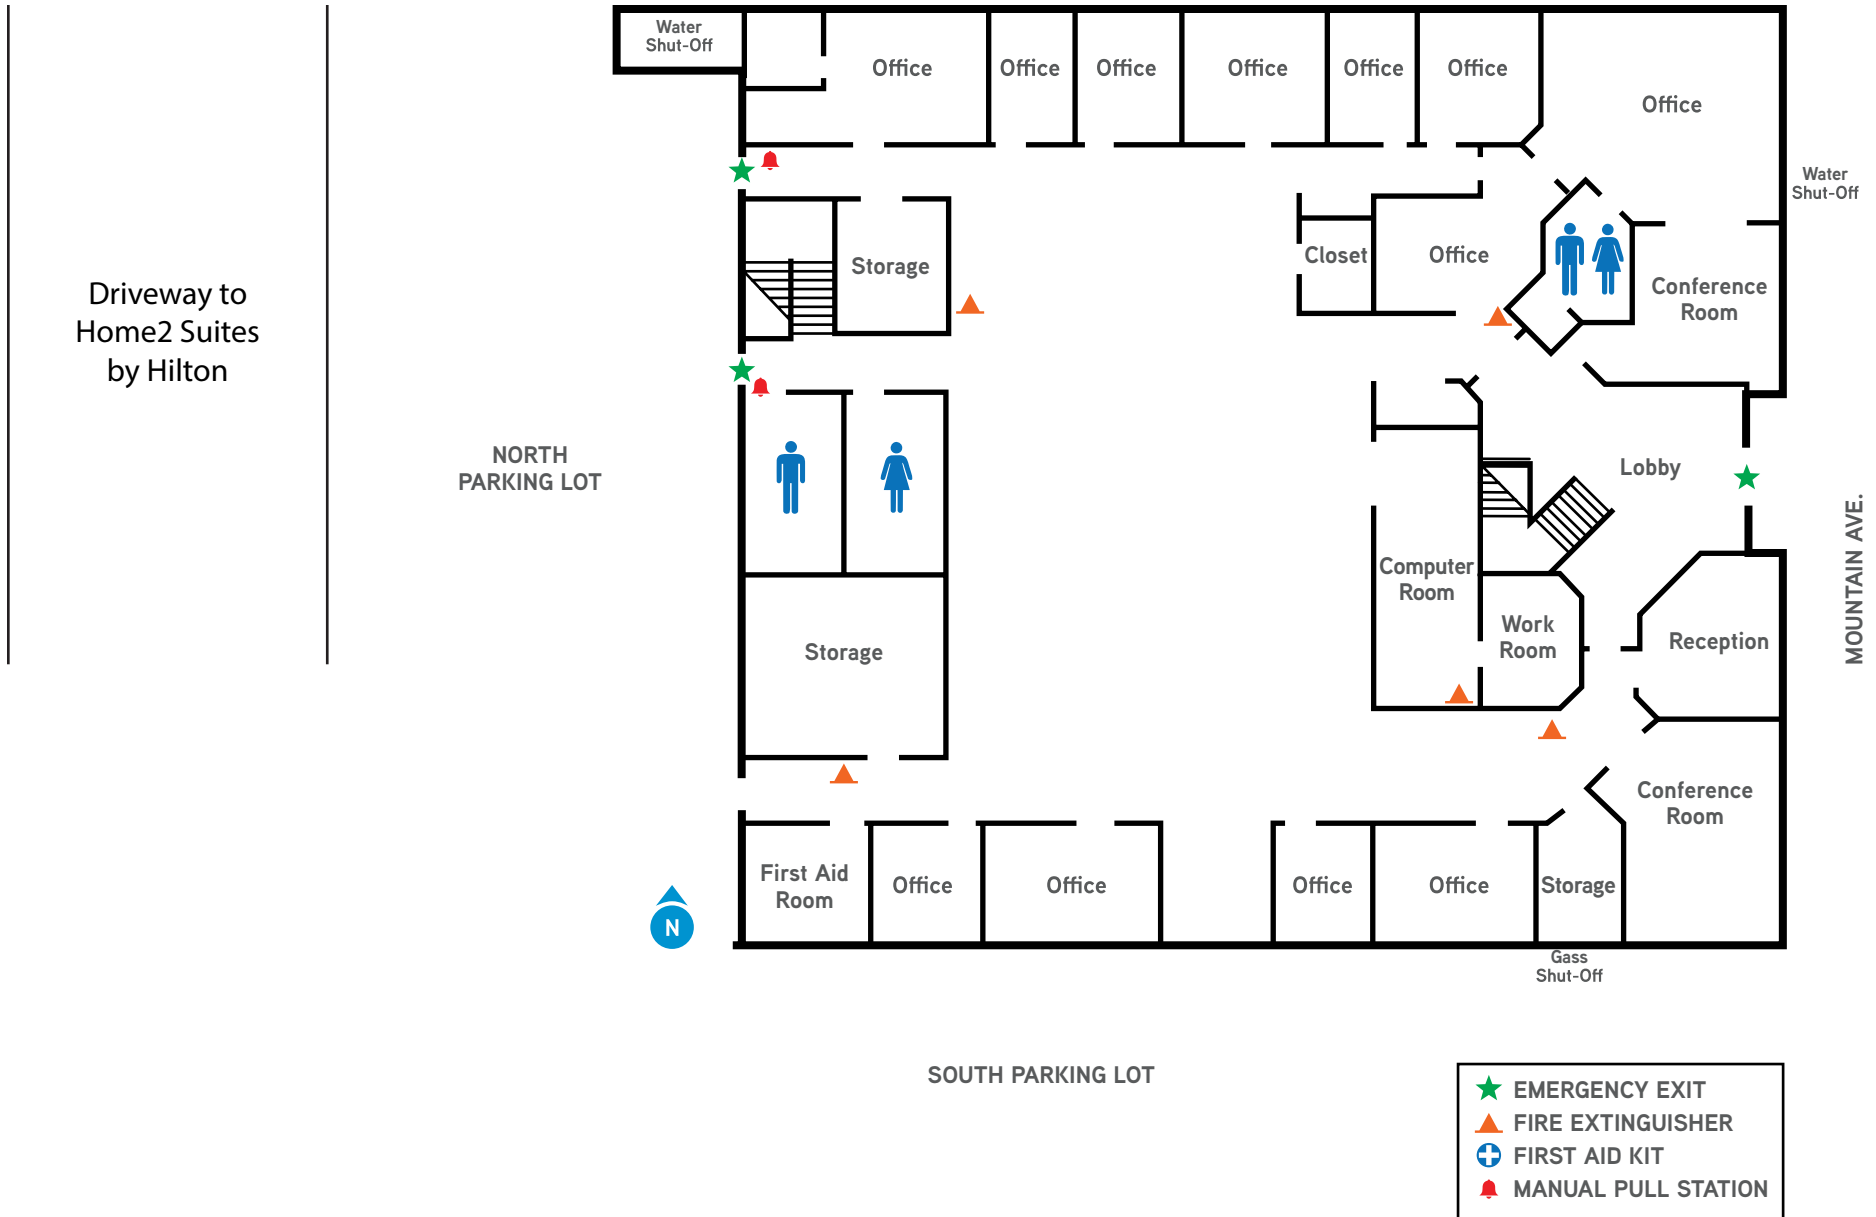 Water
Shut-Off
Office
Office
Office
Office
Office
Office
Office
Water
Shut-Off
Storage
Closet
Office
Conference
Room
Driveway to
Home2 Suites
by Hilton
NORTH
PARKING LOT
Lobby
MOUNTAIN AVE.
Computer
Room
Work
Room
Reception
Storage
Conference
Room
First Aid
Room
Office
Office
Office
Office
Storage
N
Gass
Shut-Off
SOUTH PARKING LOT
EMERGENCY EXIT
FIRE EXTINGUISHER
FIRST AID KIT
MANUAL PULL STATION